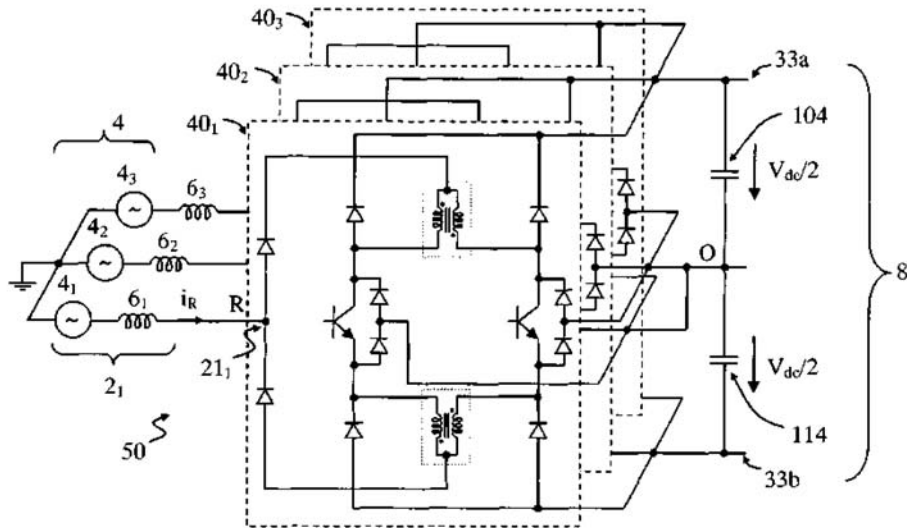 40₃
40₂
33a
40₁
4
104
4₃
6₃
V_dc/2
4₂
6₂
O
8
4₁
6₁
i_R
R
2₁
21₁
V_dc/2
50
114
33b